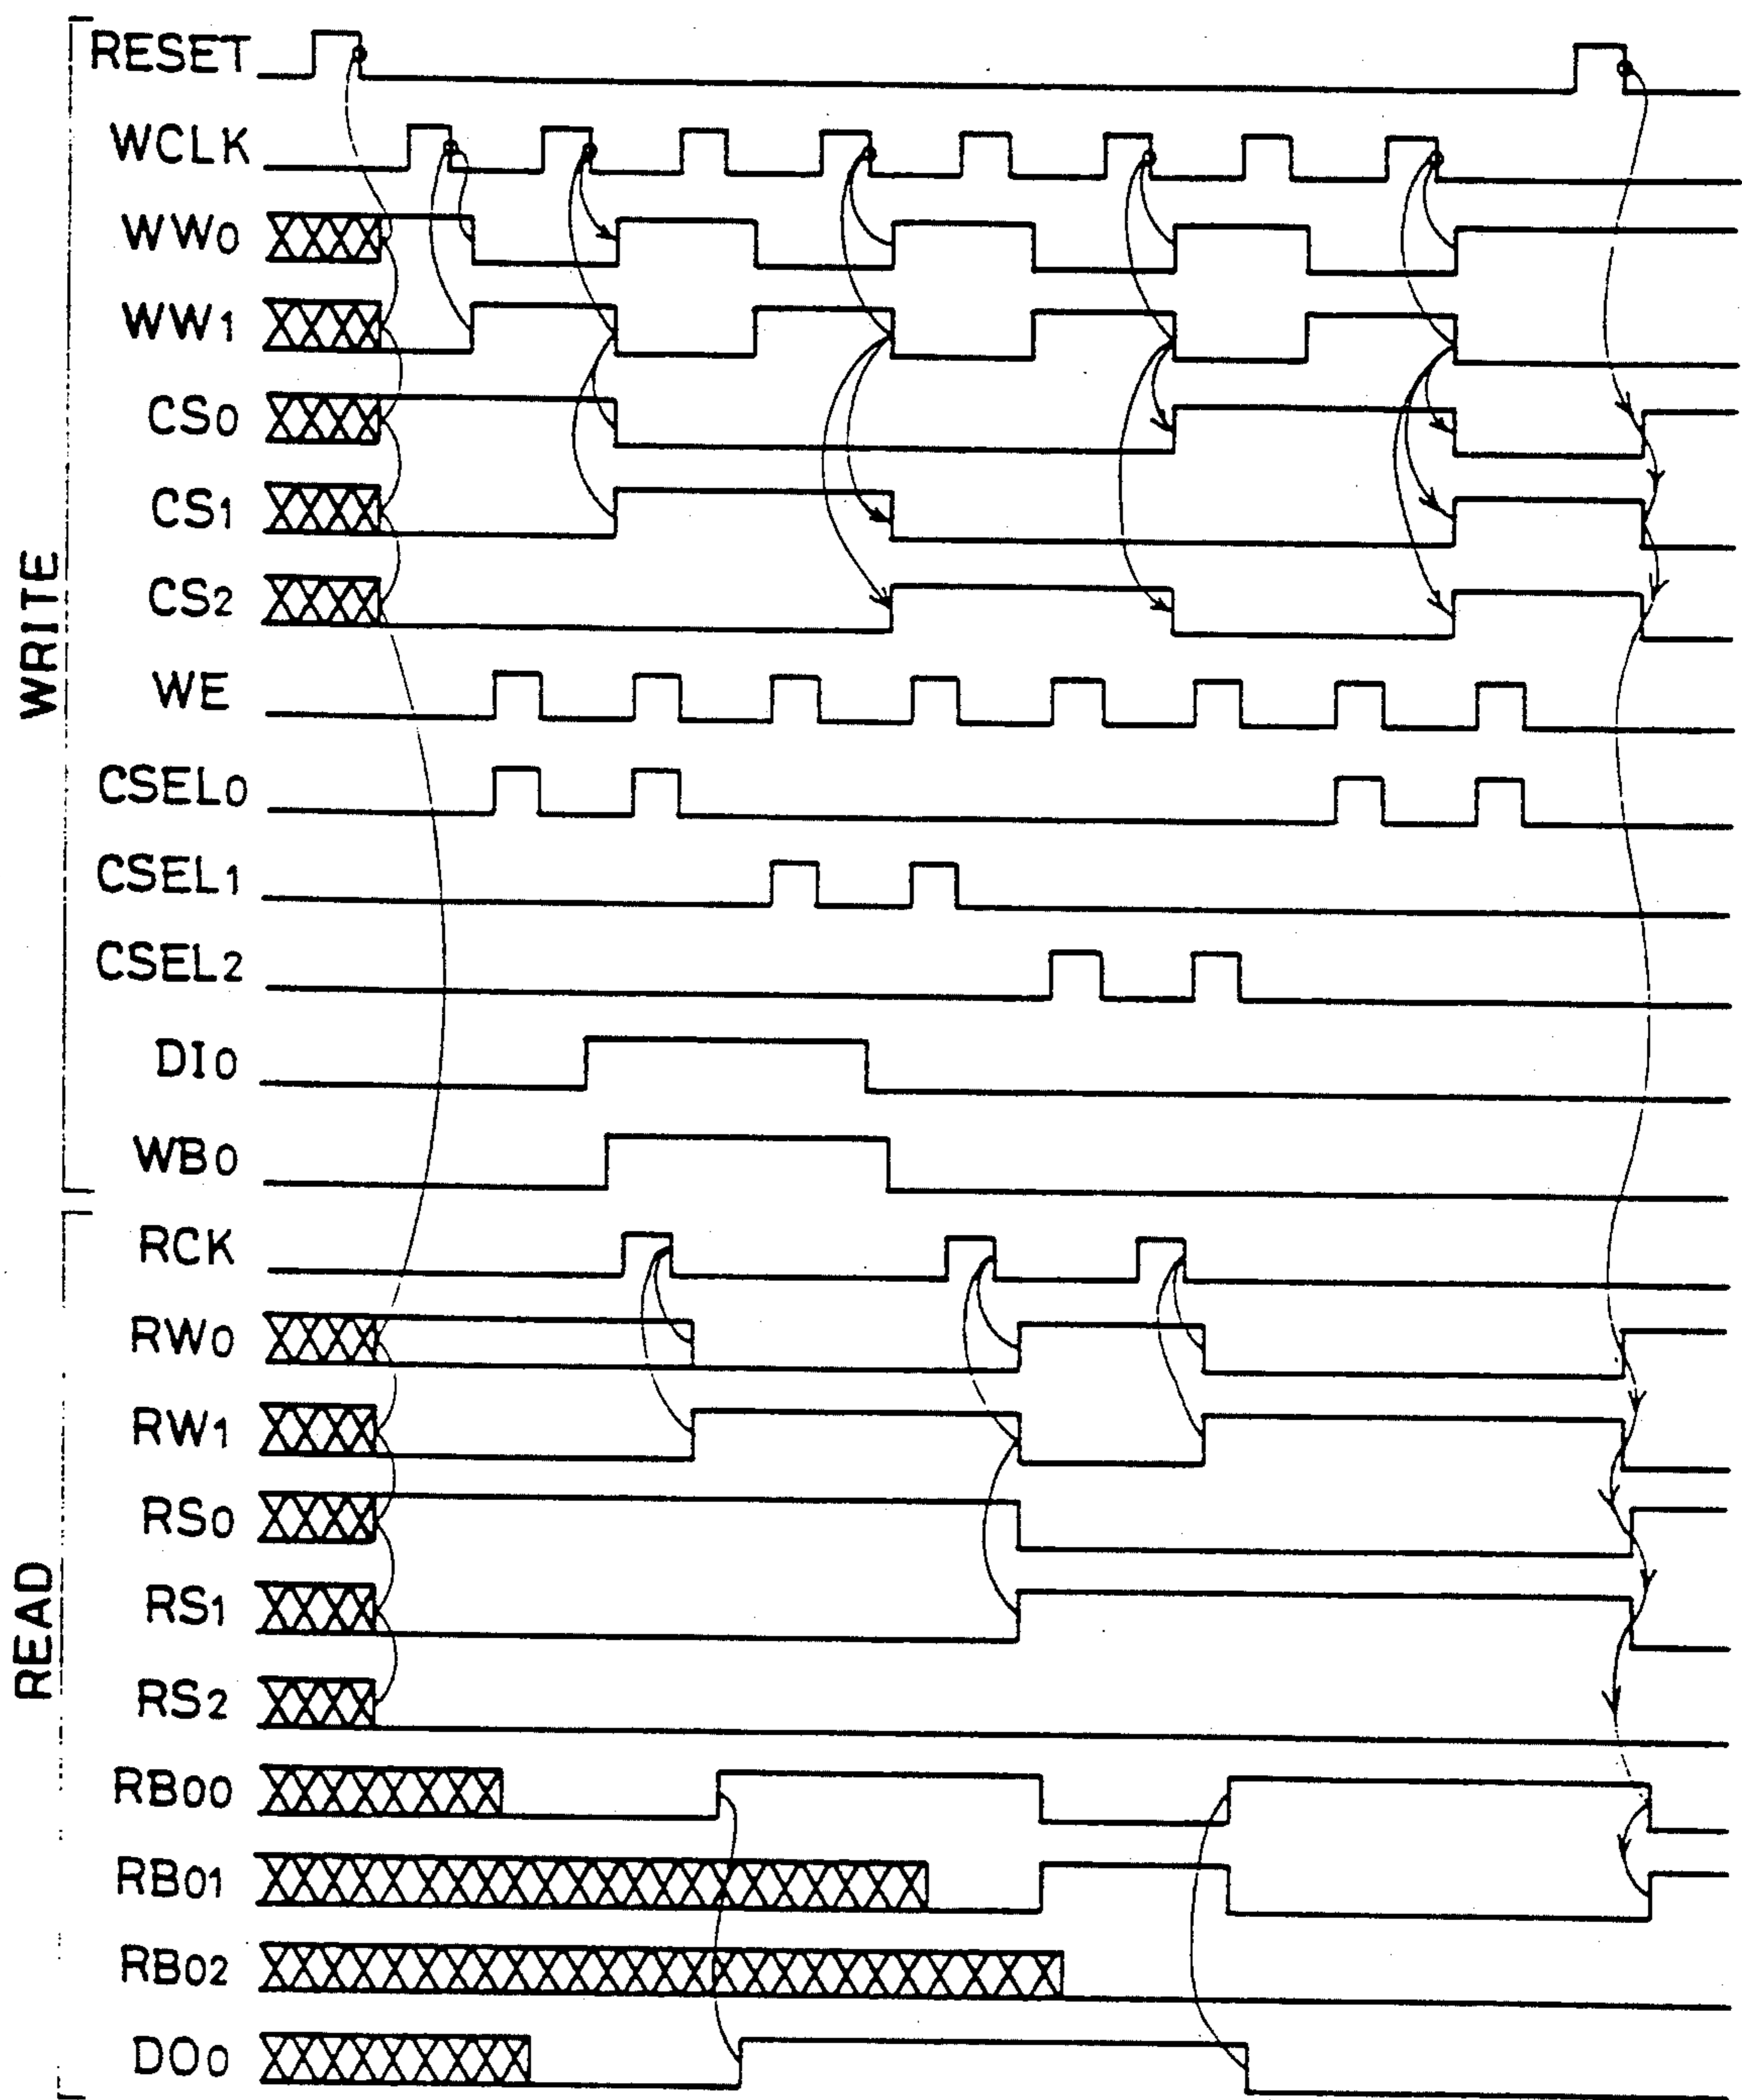 WRITE
RESET
WCLK
WW0
WW1
CS0
CS1
CS2
WE
CSEL0
CSEL1
CSEL2
DI0
WB0
READ
RCK
RW0
RW1
RS0
RS1
RS2
RB00
RB01
RB02
DO0